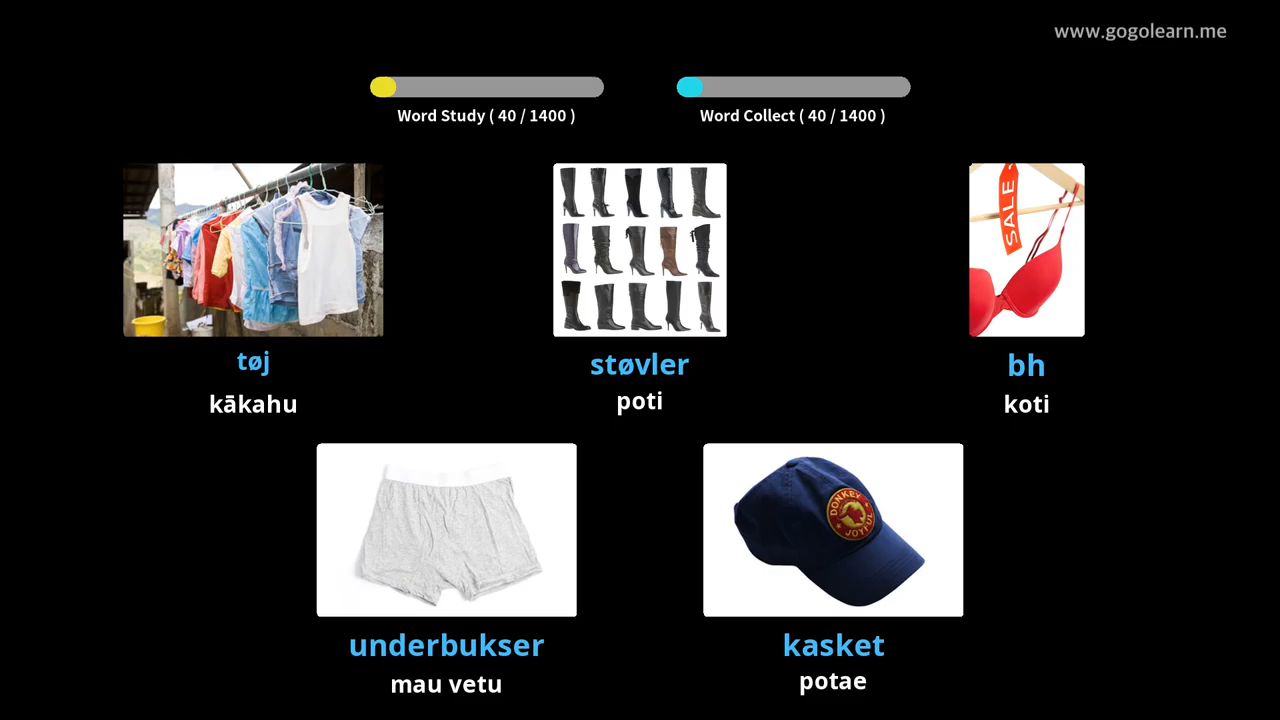 www.gogolearn.me
Word Study ( 40 / 1400 )
Word Collect ( 40 / 1400 )
SALE
tøj
støvler
bh
kākahu
poti
koti
DONKEY
JOYFUL
underbukser
kasket
mau vetu
potae